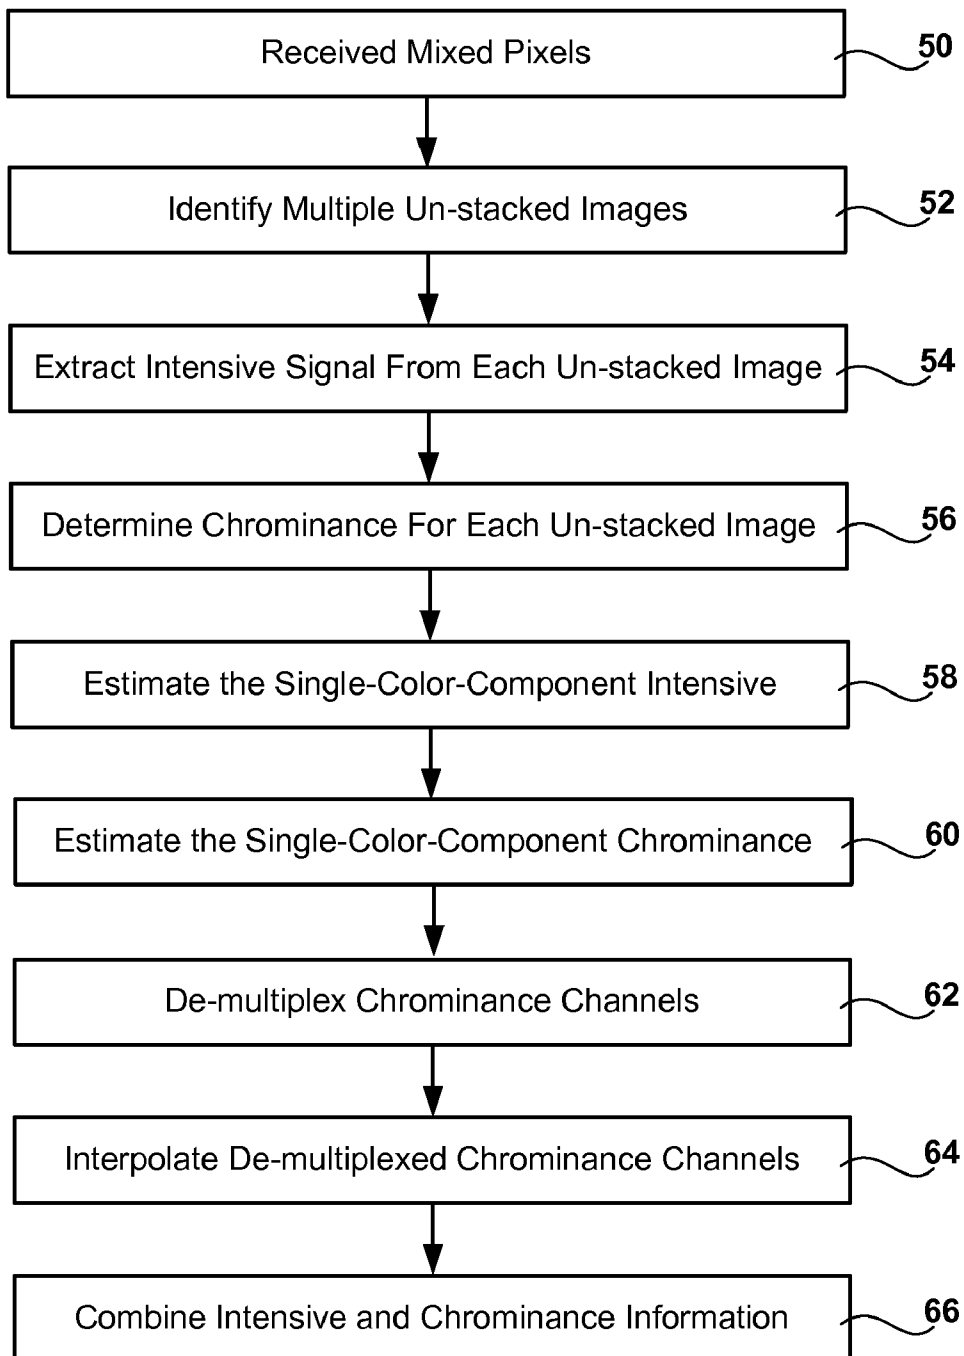 Received Mixed Pixels
50
Identify Multiple Un-stacked Images
52
Extract Intensive Signal From Each Un-stacked Image
54
Determine Chrominance For Each Un-stacked Image
56
Estimate the Single-Color-Component Intensive
58
Estimate the Single-Color-Component Chrominance
60
De-multiplex Chrominance Channels
62
Interpolate De-multiplexed Chrominance Channels
64
Combine Intensive and Chrominance Information
66